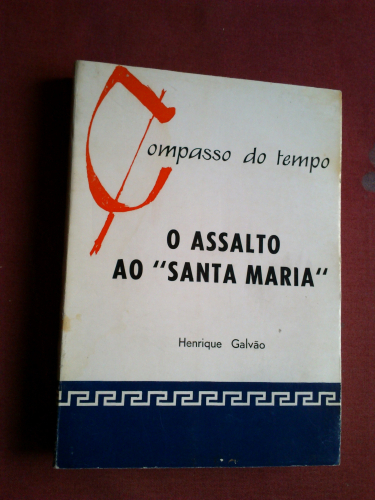 Compasso do tempo
O ASSALTO
AO "SANTA MARIA"
Henrique Galvão